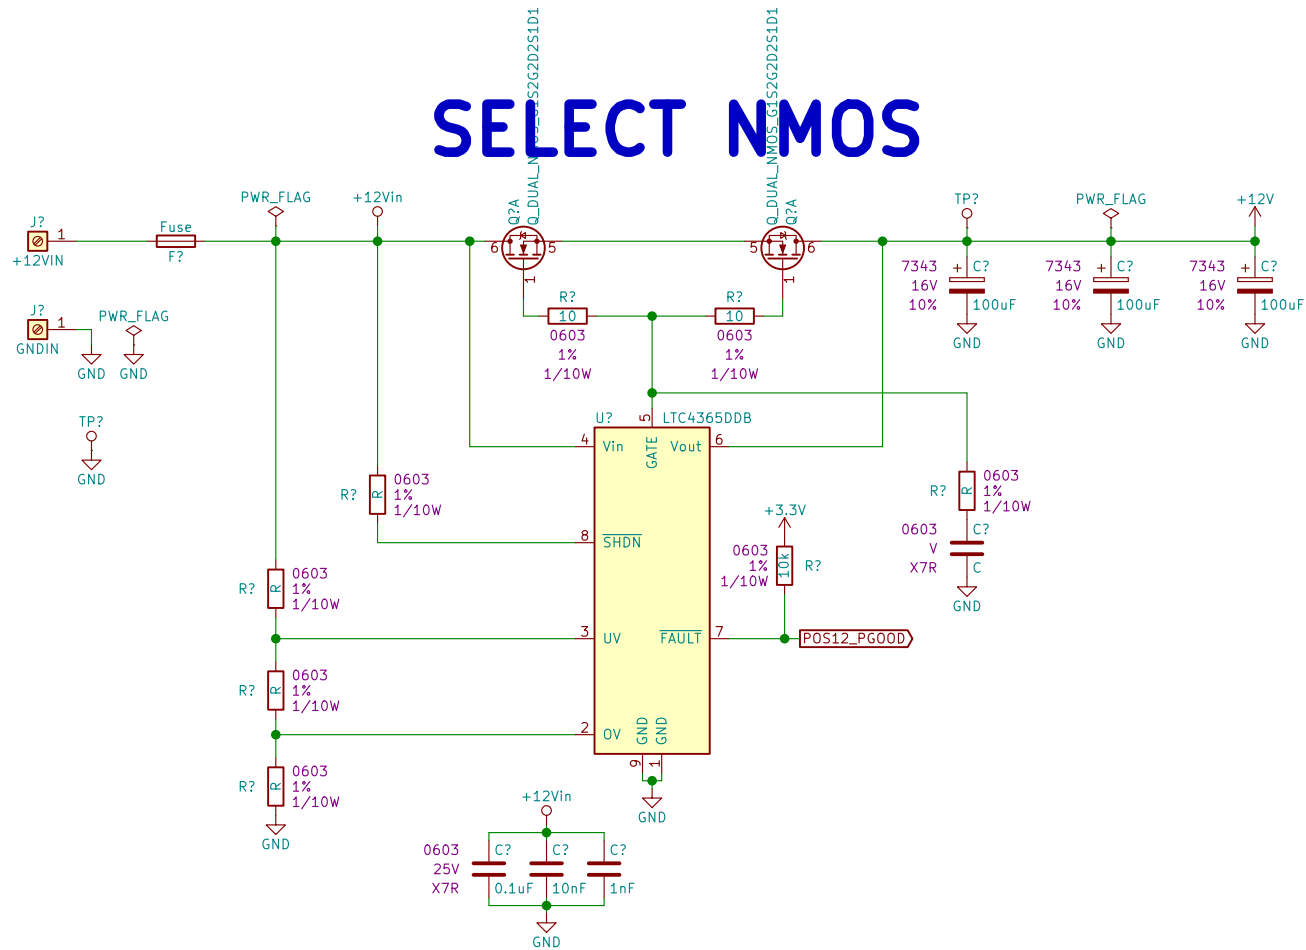 SELECT NMOS
Q_DUAL_NMOS_G1S2G2D2S1D1
Q?A
Q_DUAL_NMOS_G1S2G2D2S1D1
Q?A
6
5
1
5
6
1
J?
1
+12VIN
Fuse
F?
PWR_FLAG
+12Vin
TP?
PWR_FLAG
+12V
7343
16V
10%
C?
100uF
GND
7343
16V
10%
C?
100uF
GND
7343
16V
10%
C?
100uF
GND
J?
1
GNDIN
GND
PWR_FLAG
GND
TP?
GND
R?
10
0603
1%
1/10W
R?
10
0603
1%
1/10W
U?
LTC4365DDB
5
GATE
4
Vin
Vout
6
8
SHDN
3
UV
FAULT
7
2
OV
GND
GND
9
1
GND
R?
R
0603
1%
1/10W
R?
R
0603
1%
1/10W
R?
R
0603
1%
1/10W
R?
R
0603
1%
1/10W
GND
+3.3V
0603
1%
1/10W
10k
R?
POS12_PGOOD
R?
R
0603
1%
1/10W
0603
V
X7R
C?
C
GND
+12Vin
0603
25V
X7R
C?
0.1uF
C?
10nF
C?
1nF
GND